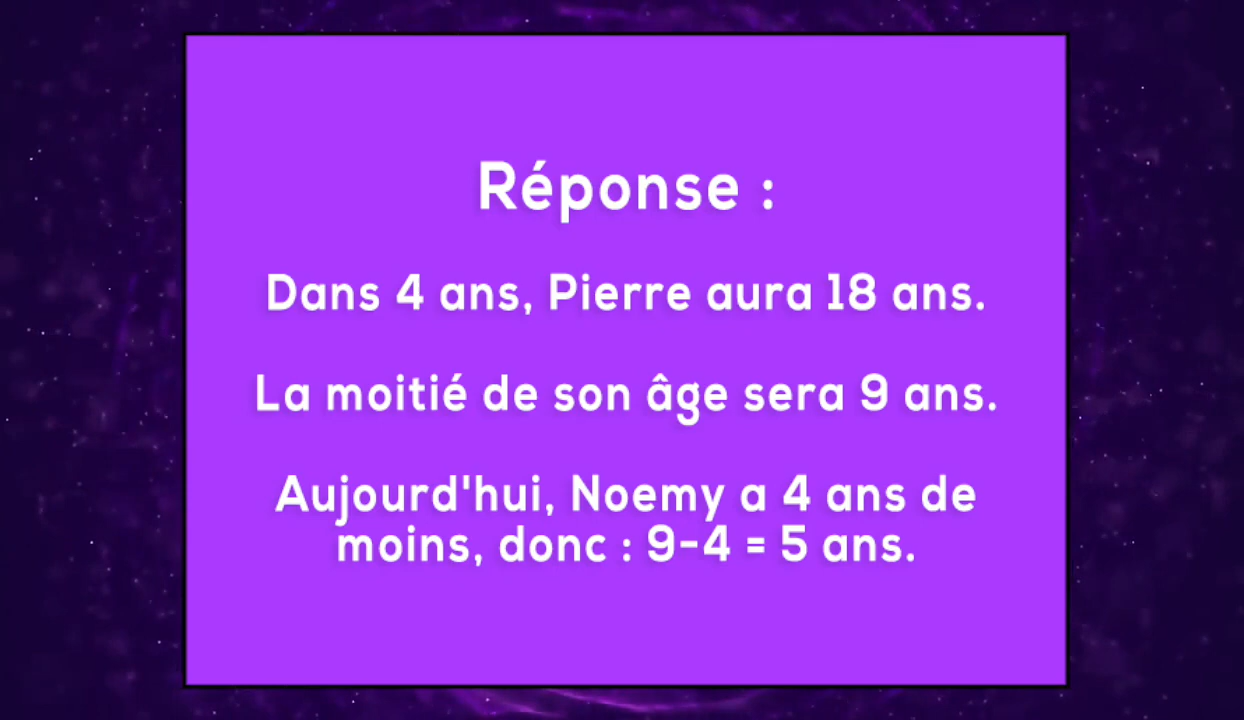 Réponse :
Dans 4 ans, Pierre aura 18 ans.
La moitié de son âge sera 9 ans.
Aujourd'hui, Noemy a 4 ans de
moins, donc : 9-4 = 5 ans.